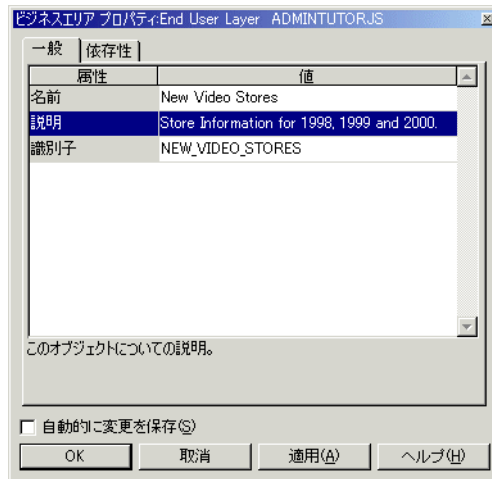 ビジネスエリア プロパティ:End User Layer ADMINTUTORJS
一般 依存性
属性 値
名前 New Video Stores
説明 Store Information for 1998, 1999 and 2000.
識別子 NEW_VIDEO_STORES
このオブジェクトについての説明。
自動的に変更を保存(S)
OK 取消 適用(A) ヘルプ(H)